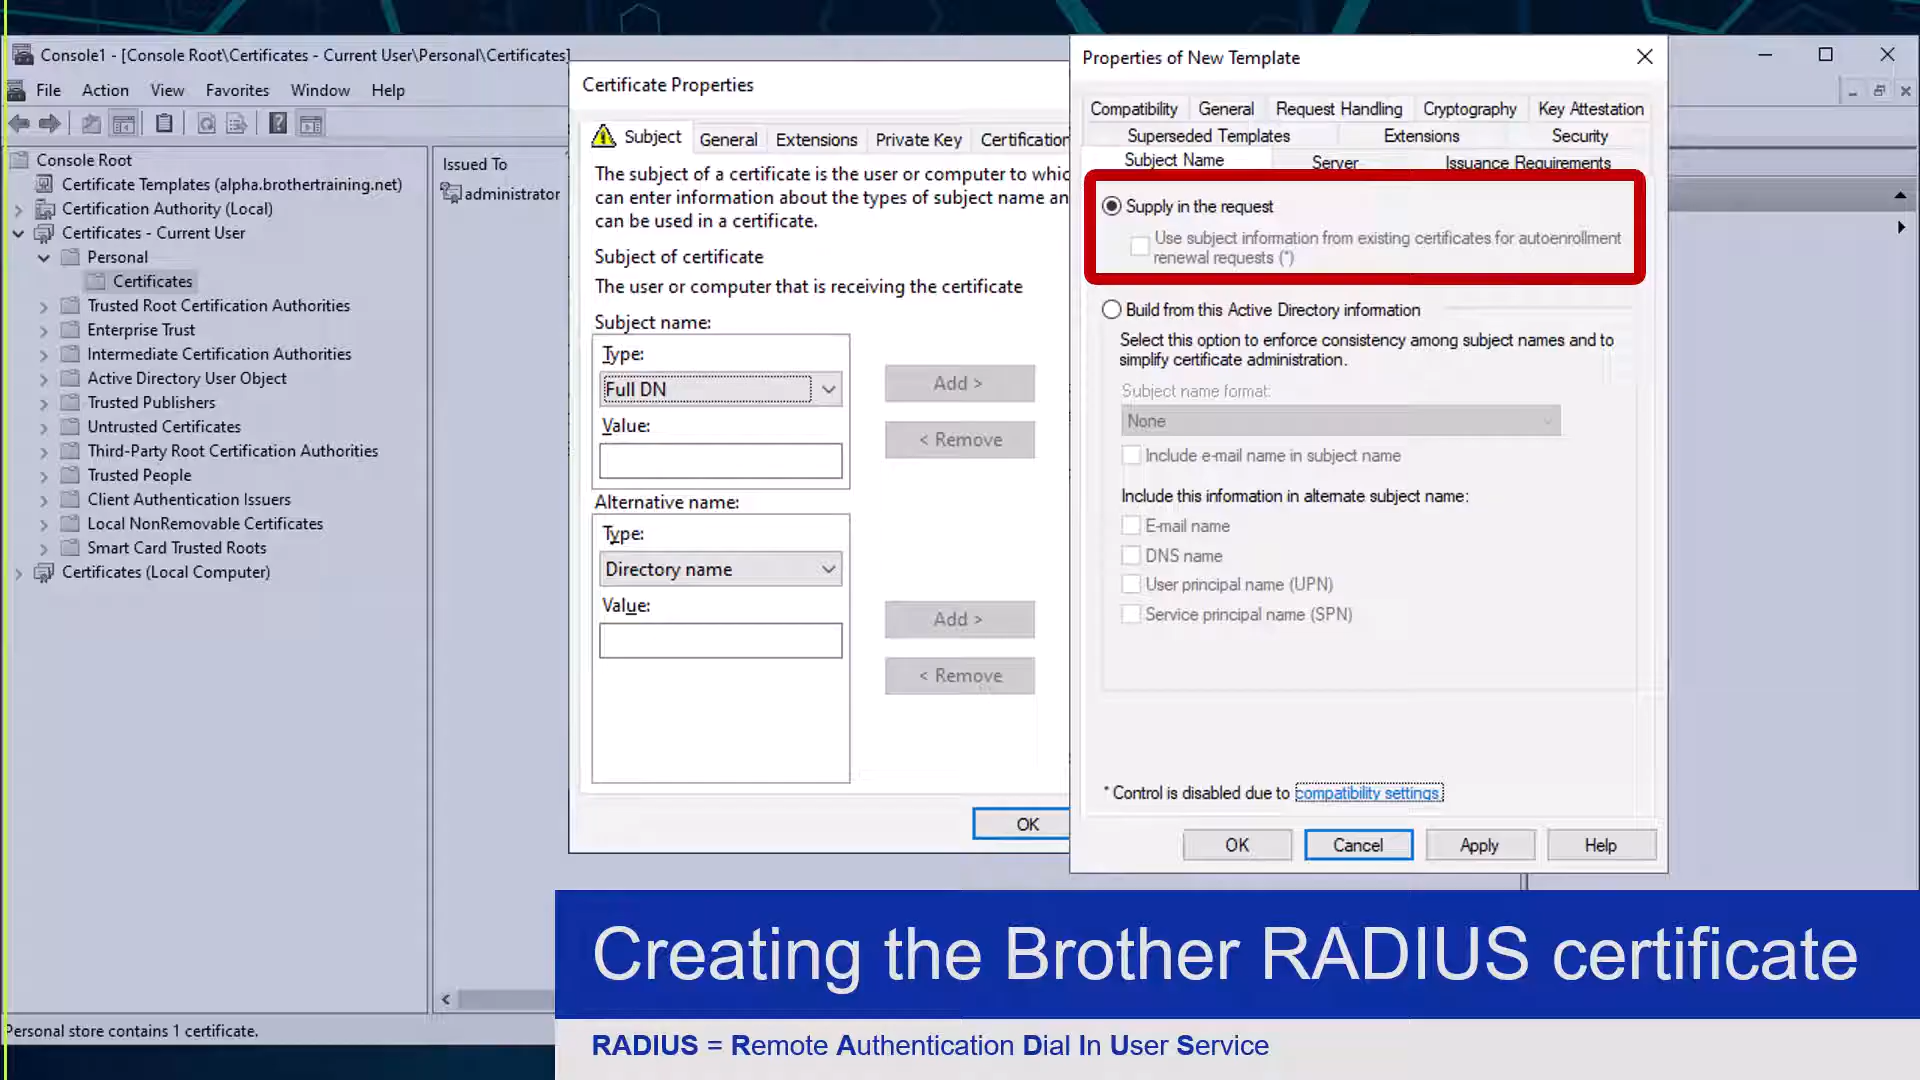 Console1 - [Console Root\Certificates - Current User\Personal\Certificates]
File Action View Favorites Window Help
Console Root
Certificate Templates (alpha.brothertraining.net)
Certification Authority (Local)
Certificates - Current User
Personal
Certificates
Trusted Root Certification Authorities
Enterprise Trust
Intermediate Certification Authorities
Active Directory User Object
Trusted Publishers
Untrusted Certificates
Third-Party Root Certification Authorities
Trusted People
Client Authentication Issuers
Local NonRemovable Certificates
Smart Card Trusted Roots
Certificates (Local Computer)
Personal store contains 1 certificate.
Issued To
administrator
Certificate Properties
Subject General Extensions Private Key Certification
The subject of a certificate is the user or computer to whic
can enter information about the types of subject name an
can be used in a certificate.
Subject of certificate
The user or computer that is receiving the certificate
Subject name:
Type:
Full DN
Value:
Add >
< Remove
Alternative name:
Type:
Directory name
Value:
Add >
< Remove
OK
Properties of New Template
Compatibility General Request Handling Cryptography Key Attestation
Superseded Templates Extensions Security
Subject Name Server Issuance Requirements
Supply in the request
Use subject information from existing certificates for autoenrollment
renewal requests (*)
Build from this Active Directory information
Select this option to enforce consistency among subject names and to
simplify certificate administration.
Subject name format:
None
Include e-mail name in subject name
Include this information in alternate subject name:
E-mail name
DNS name
User principal name (UPN)
Service principal name (SPN)
* Control is disabled due to compatibility settings.
OK Cancel Apply Help
Creating the Brother RADIUS certificate
RADIUS = Remote Authentication Dial In User Service